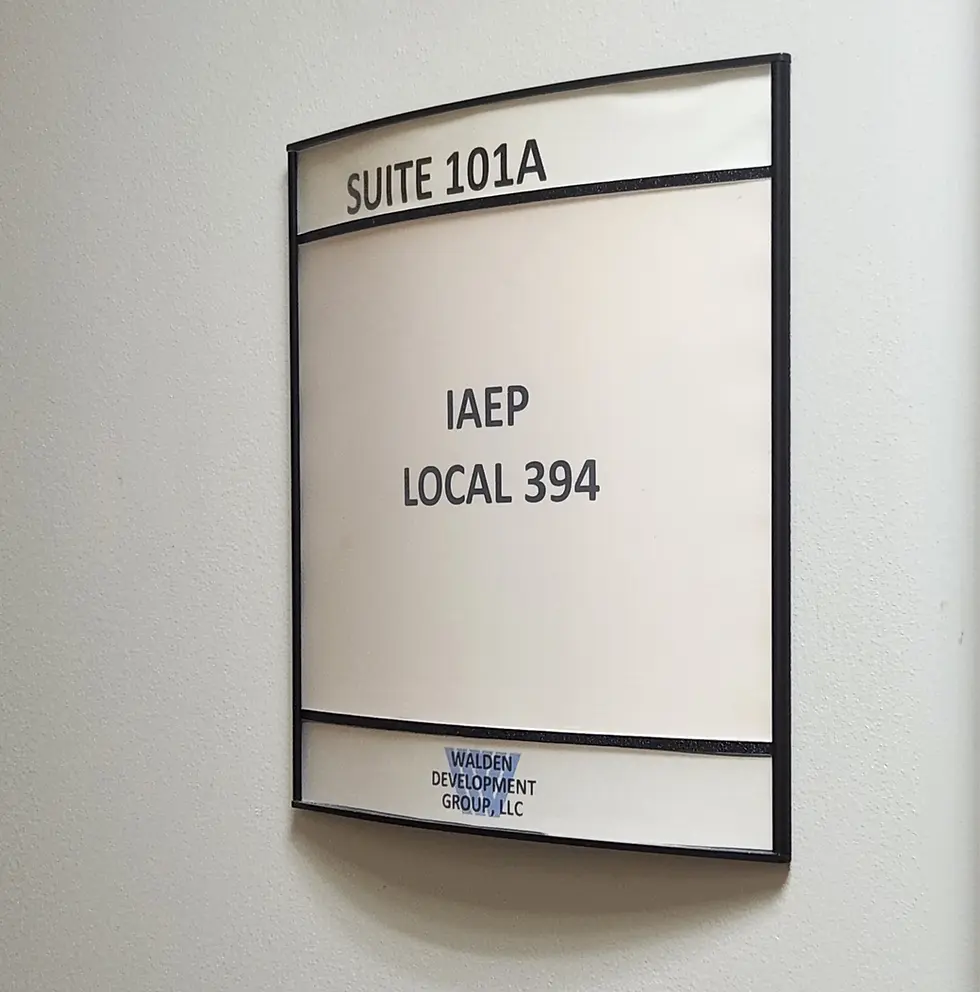 SUITE 101A
IAEP
LOCAL 394
WALDEN
DEVELOPMENT
GROUP, LLC